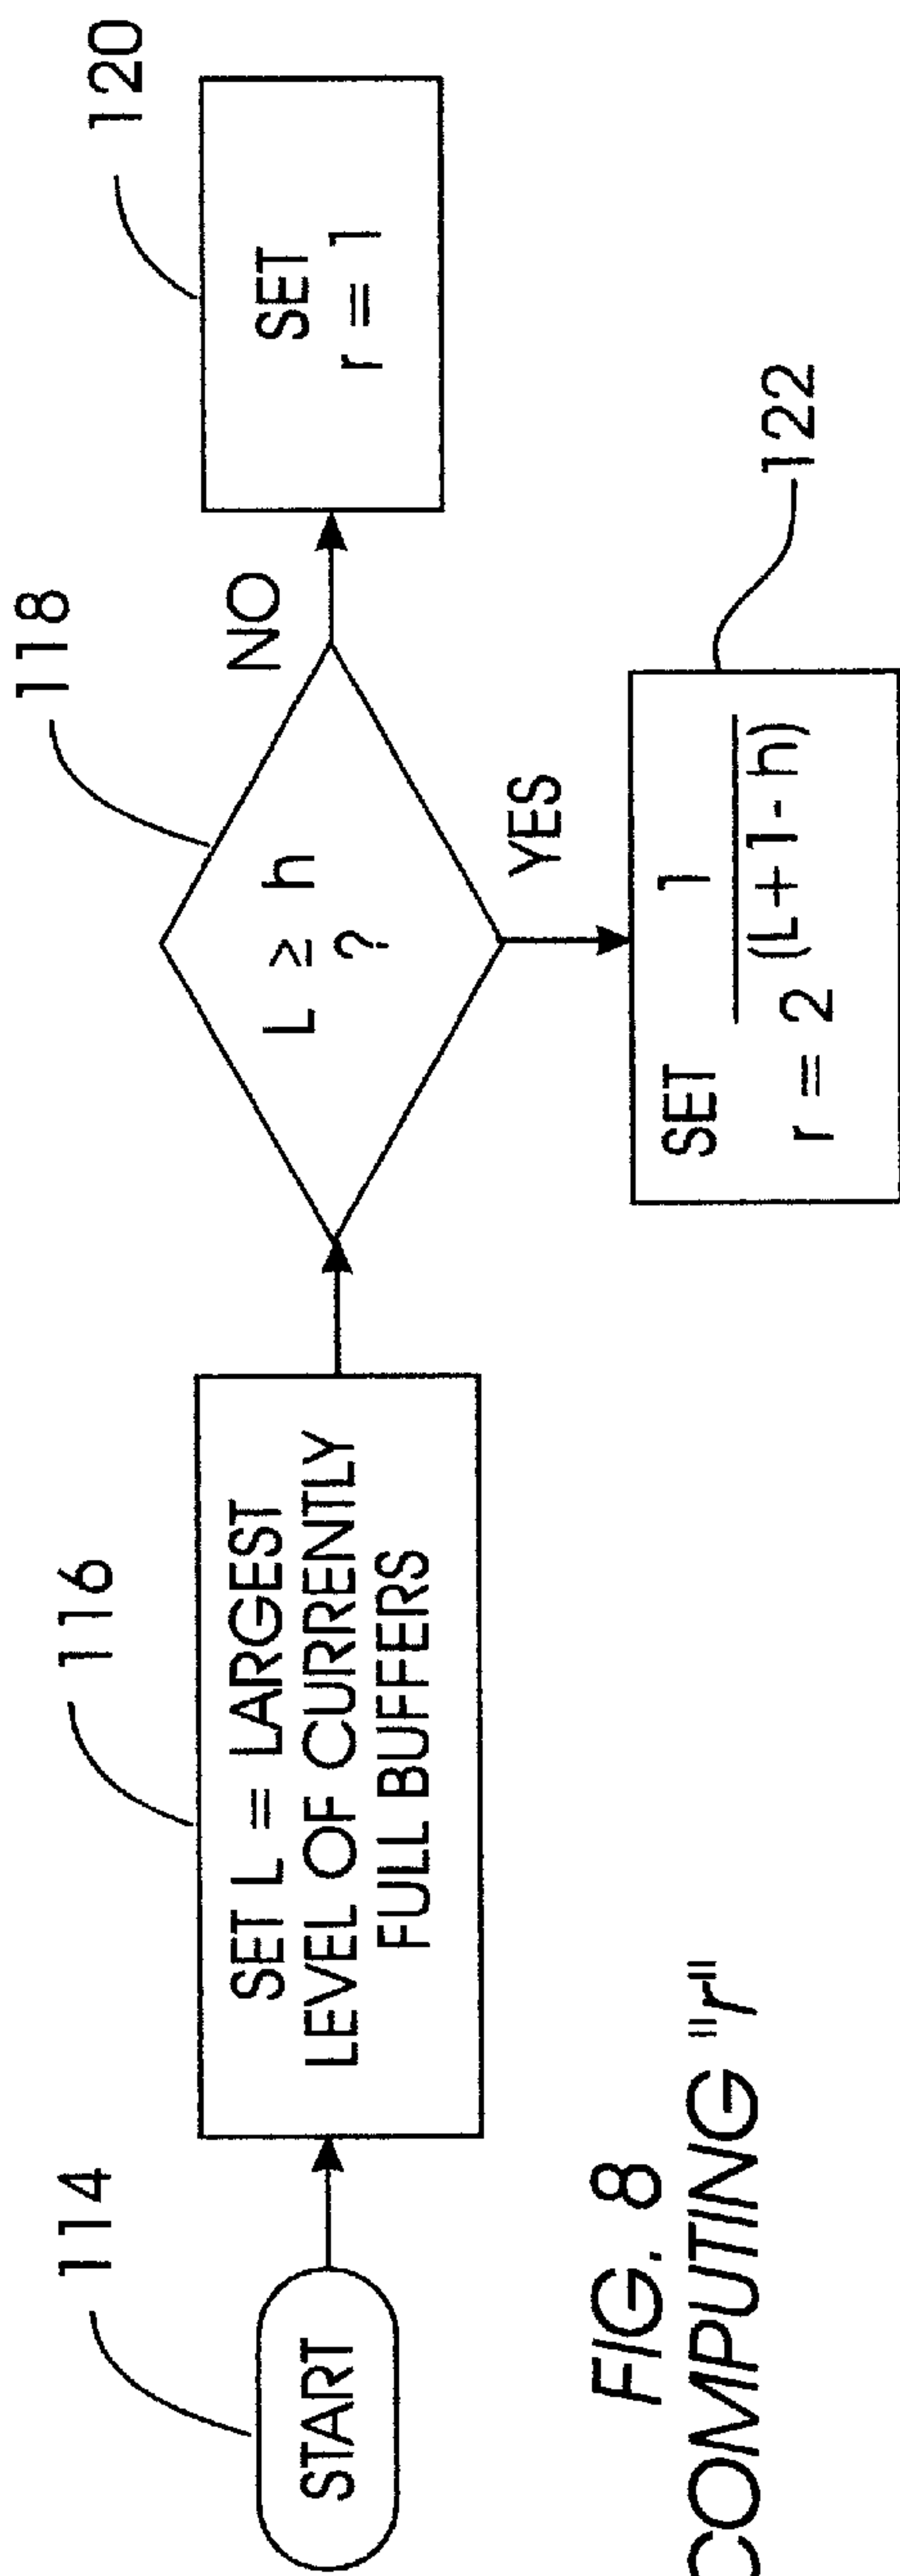 114
START
116
SET L = LARGEST
LEVEL OF CURRENTLY
FULL BUFFERS
118
L ≥ h
?
NO
120
SET
r = 1
YES
122
SET 1
r = 2 (L+1-h)
FIG. 8
COMPUTING "r"